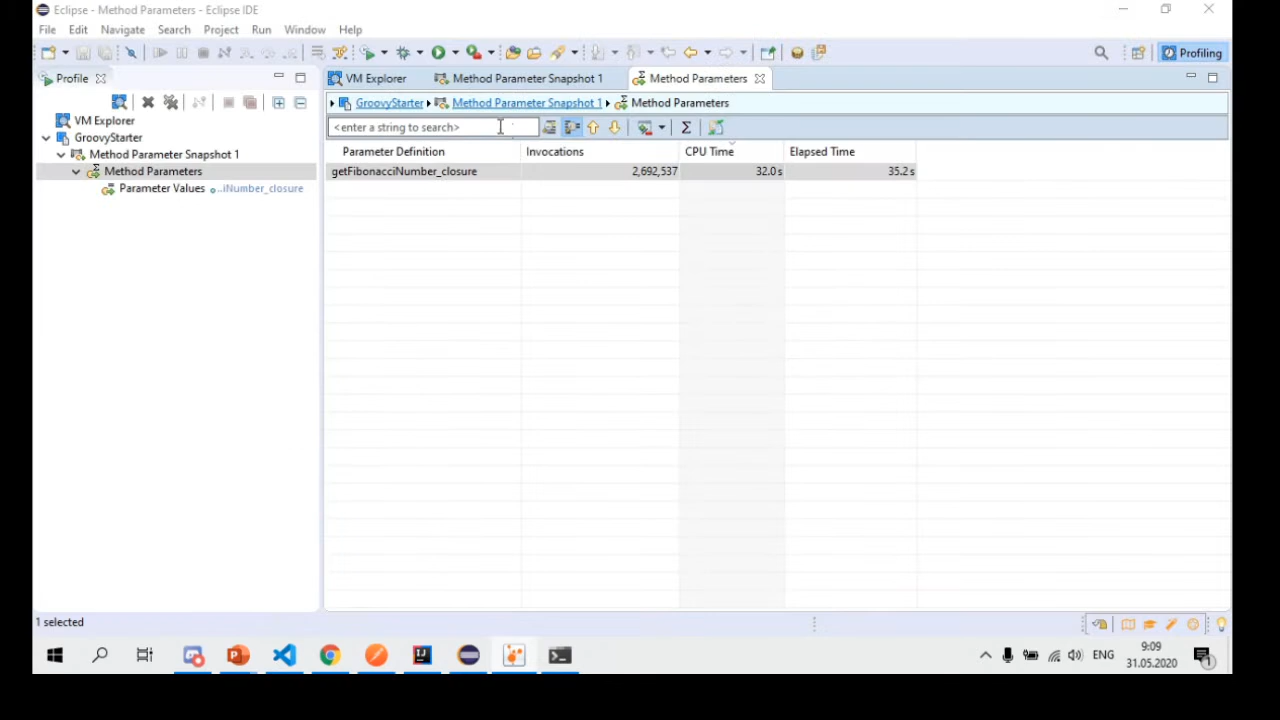 Eclipse - Method Parameters - Eclipse IDE
File Edit Navigate Search Project Run Window Help
Profiling
Profile
VM Explorer
GroovyStarter
Method Parameter Snapshot 1
Method Parameters
Parameter Values ..iNumber_closure
VM Explorer Method Parameter Snapshot 1 Method Parameters
GroovyStarter Method Parameter Snapshot 1 Method Parameters
<enter a string to search>
Parameter Definition Invocations CPU Time Elapsed Time
getFibonacciNumber_closure 2,692,537 32.0 s 35.2 s
1 selected
ENG
9:09
31.05.2020
1